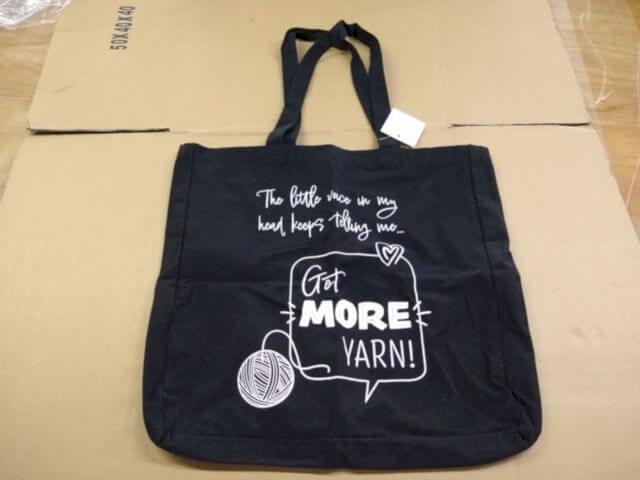 50X40X40
The little voice in my
head keeps telling me...
Get
MORE
YARN!